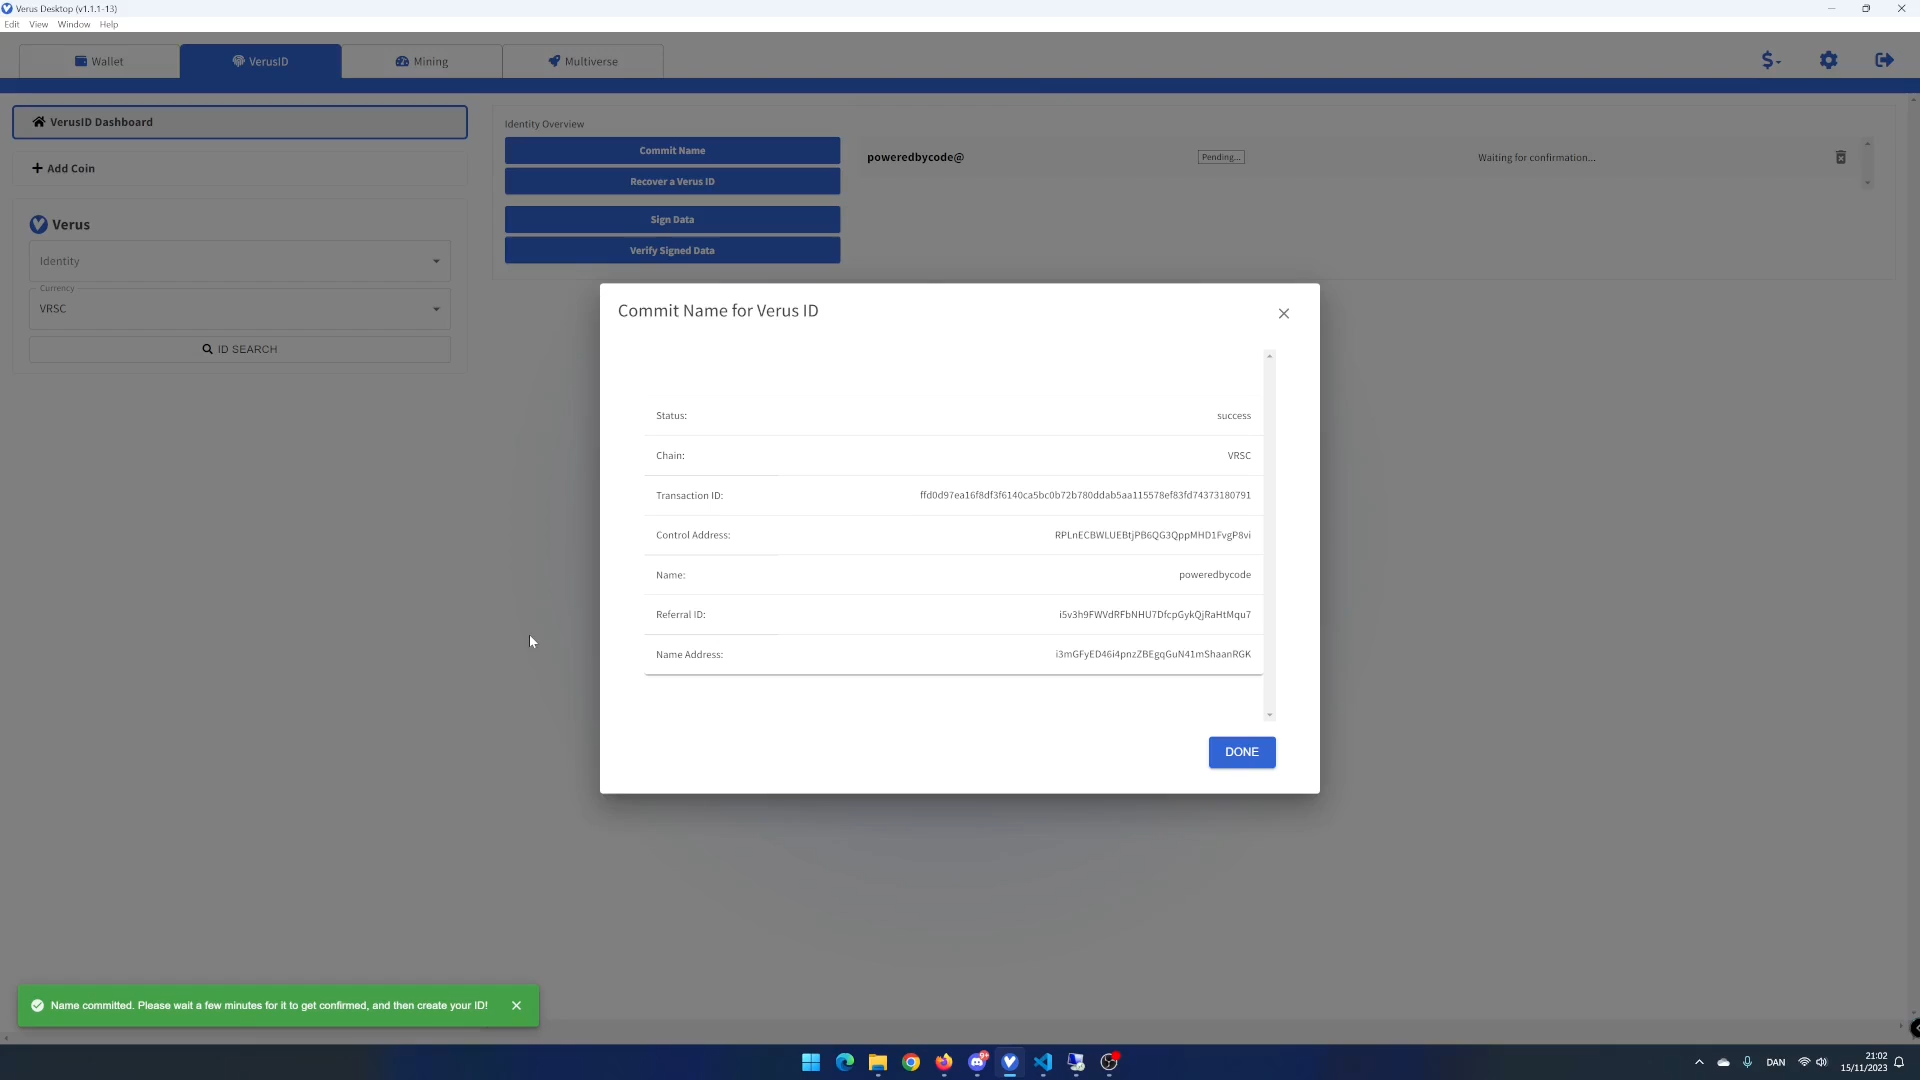 Verus Desktop (v1.1.1-13)
Edit View Window Help
Wallet VerusID Mining Multiverse
$
VerusID Dashboard
Add Coin
Verus
Identity
Currency
VRSC
ID SEARCH
Identity Overview
Commit Name
Recover a Verus ID
Sign Data
Verify Signed Data
poweredbycode@ Pending... Waiting for confirmation...
Commit Name for Verus ID
Status: success
Chain: VRSC
Transaction ID: ffd0d97ea16f8df3f6140ca5bc0b72b780ddab5aa115578ef83fd74373180791
Control Address: RPLnECBWLUEBtjPB6QG3QppMHD1FvgP8vi
Name: poweredbycode
Referral ID: i5v3h9FWVdRFbNHU7DfcpGykQjRaHtMqu7
Name Address: i3mGFyED46i4pnzZBEgqGuN41mShaanRGK
DONE
Name committed. Please wait a few minutes for it to get confirmed, and then create your ID!
9+
DAN
21:02
15/11/2023